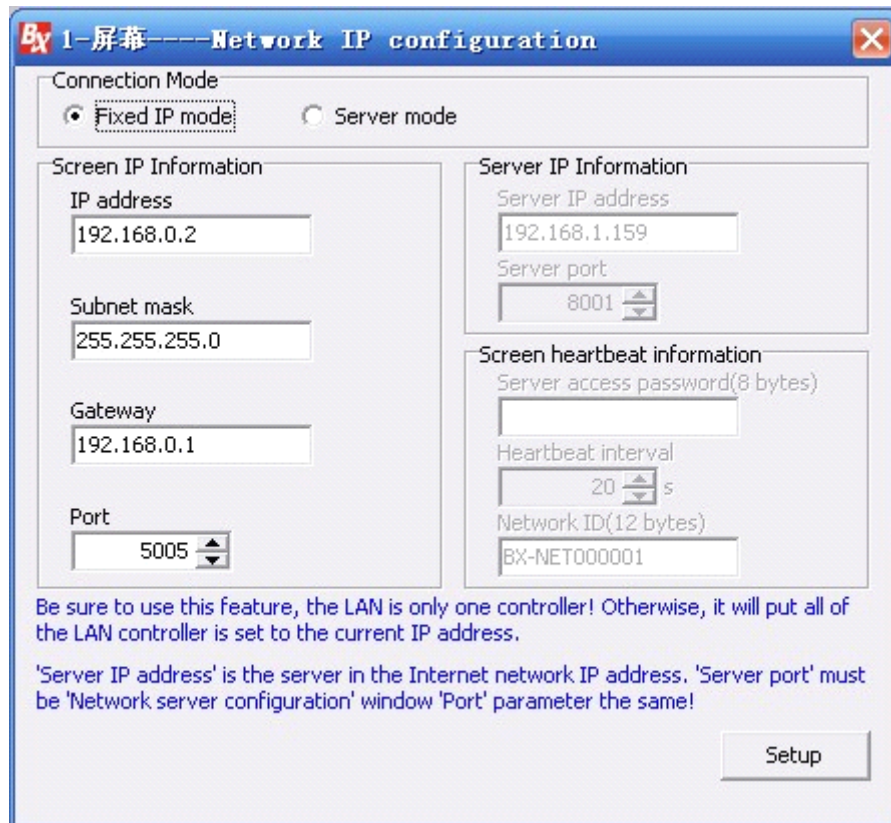 BX 1-屏幕----Network IP configuration
Connection Mode
Fixed IP mode Server mode
Screen IP Information
IP address
192.168.0.2
Subnet mask
255.255.255.0
Gateway
192.168.0.1
Port
5005
Server IP Information
Server IP address
192.168.1.159
Server port
8001
Screen heartbeat information
Server access password(8 bytes)
Heartbeat interval
20 s
Network ID(12 bytes)
BX-NET000001
Be sure to use this feature, the LAN is only one controller! Otherwise, it will put all of
the LAN controller is set to the current IP address.
'Server IP address' is the server in the Internet network IP address. 'Server port' must
be 'Network server configuration' window 'Port' parameter the same!
Setup